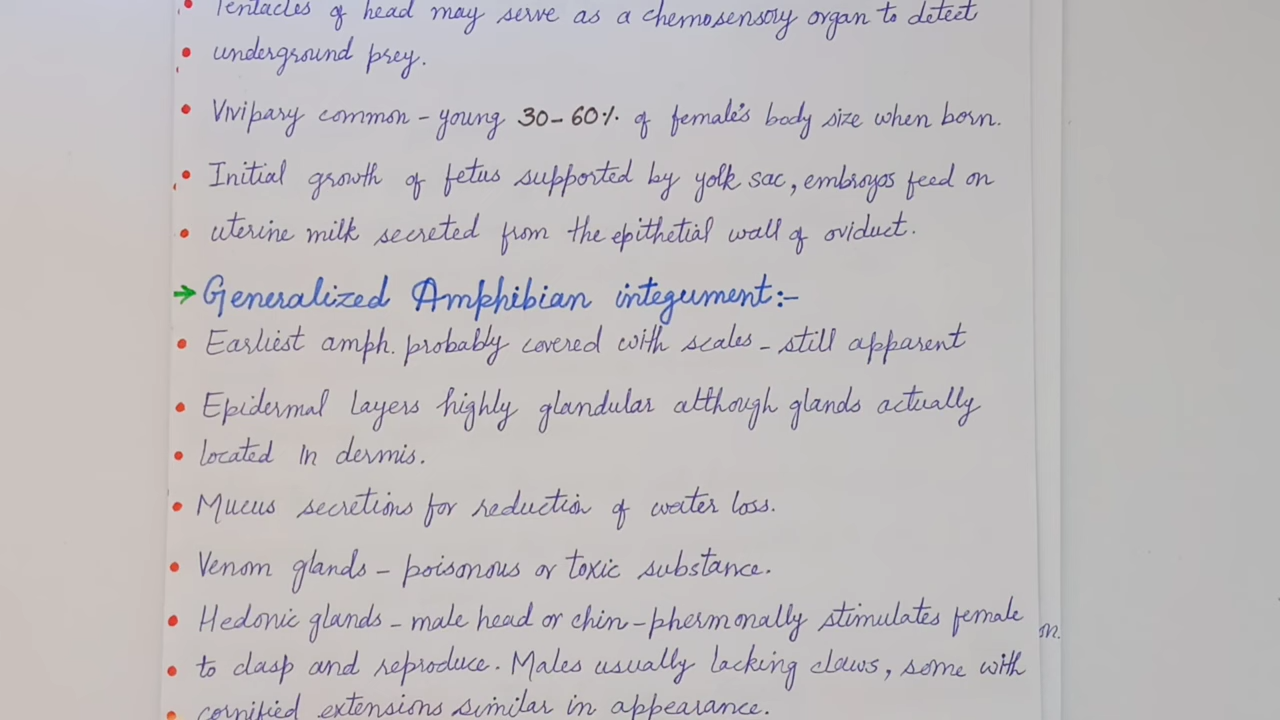 • Tentacles of head may serve as a chemosensory organ to detect
• underground prey.
• Vivipary common - young 30-60% of female's body size when born.
• Initial growth of fetus supported by yolk sac, embroyos feed on
• uterine milk secreted from the epithetial wall of oviduct.
→ Generalized Amphibian integument:-
• Earliest amph. probably covered with scales - still apparent
• Epidermal layers highly glandular although glands actually
• located In dermis.
• Mucus secretions for reduction of water loss.
• Venom glands - poisonous or toxic substance.
• Hedonic glands - male head or chin - phermonally stimulates female
on.
• to clasp and reproduce. Males usually lacking claws, some with
• cornified extensions similar in appearance.